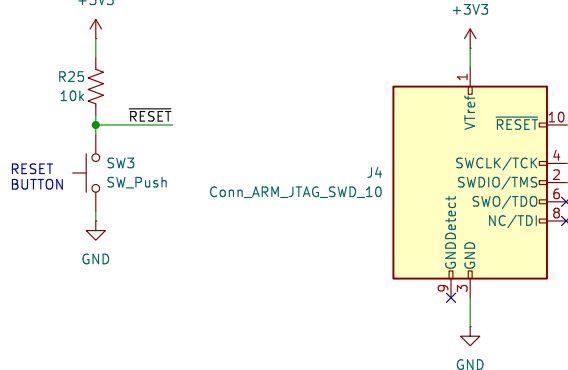 +3V3
R25
10k
RESET
RESET
BUTTON
SW3
SW_Push
GND
+3V3
1
VTref
RESET
10
SWCLK/TCK
4
SWDIO/TMS
2
SWO/TDO
6
NC/TDI
8
J4
Conn_ARM_JTAG_SWD_10
GNDDetect
GND
9
3
GND